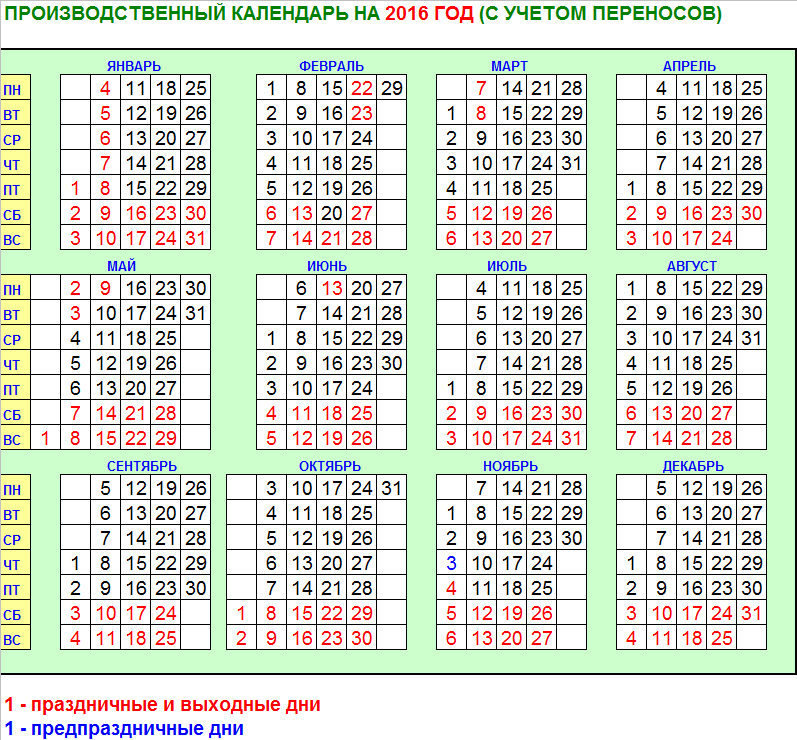 ПРОИЗВОДСТВЕННЫЙ КАЛЕНДАРЬ НА 2016 ГОД (С УЧЕТОМ ПЕРЕНОСОВ)
ЯНВАРЬ ФЕВРАЛЬ МАРТ АПРЕЛЬ
ПН 4 11 18 25 1 8 15 22 29 7 14 21 28 4 11 18 25
ВТ 5 12 19 26 2 9 16 23 1 8 15 22 29 5 12 19 26
СР 6 13 20 27 3 10 17 24 2 9 16 23 30 6 13 20 27
ЧТ 7 14 21 28 4 11 18 25 3 10 17 24 31 7 14 21 28
ПТ 1 8 15 22 29 5 12 19 26 4 11 18 25 1 8 15 22 29
СБ 2 9 16 23 30 6 13 20 27 5 12 19 26 2 9 16 23 30
ВС 3 10 17 24 31 7 14 21 28 6 13 20 27 3 10 17 24
МАЙ ИЮНЬ ИЮЛЬ АВГУСТ
ПН 2 9 16 23 30 6 13 20 27 4 11 18 25 1 8 15 22 29
ВТ 3 10 17 24 31 7 14 21 28 5 12 19 26 2 9 16 23 30
СР 4 11 18 25 1 8 15 22 29 6 13 20 27 3 10 17 24 31
ЧТ 5 12 19 26 2 9 16 23 30 7 14 21 28 4 11 18 25
ПТ 6 13 20 27 3 10 17 24 1 8 15 22 29 5 12 19 26
СБ 7 14 21 28 4 11 18 25 2 9 16 23 30 6 13 20 27
ВС 1 8 15 22 29 5 12 19 26 3 10 17 24 31 7 14 21 28
СЕНТЯБРЬ ОКТЯБРЬ НОЯБРЬ ДЕКАБРЬ
ПН 5 12 19 26 3 10 17 24 31 7 14 21 28 5 12 19 26
ВТ 6 13 20 27 4 11 18 25 1 8 15 22 29 6 13 20 27
СР 7 14 21 28 5 12 19 26 2 9 16 23 30 7 14 21 28
ЧТ 1 8 15 22 29 6 13 20 27 3 10 17 24 1 8 15 22 29
ПТ 2 9 16 23 30 7 14 21 28 4 11 18 25 2 9 16 23 30
СБ 3 10 17 24 1 8 15 22 29 5 12 19 26 3 10 17 24 31
ВС 4 11 18 25 2 9 16 23 30 6 13 20 27 4 11 18 25
1 - праздничные и выходные дни
1 - предпраздничные дни